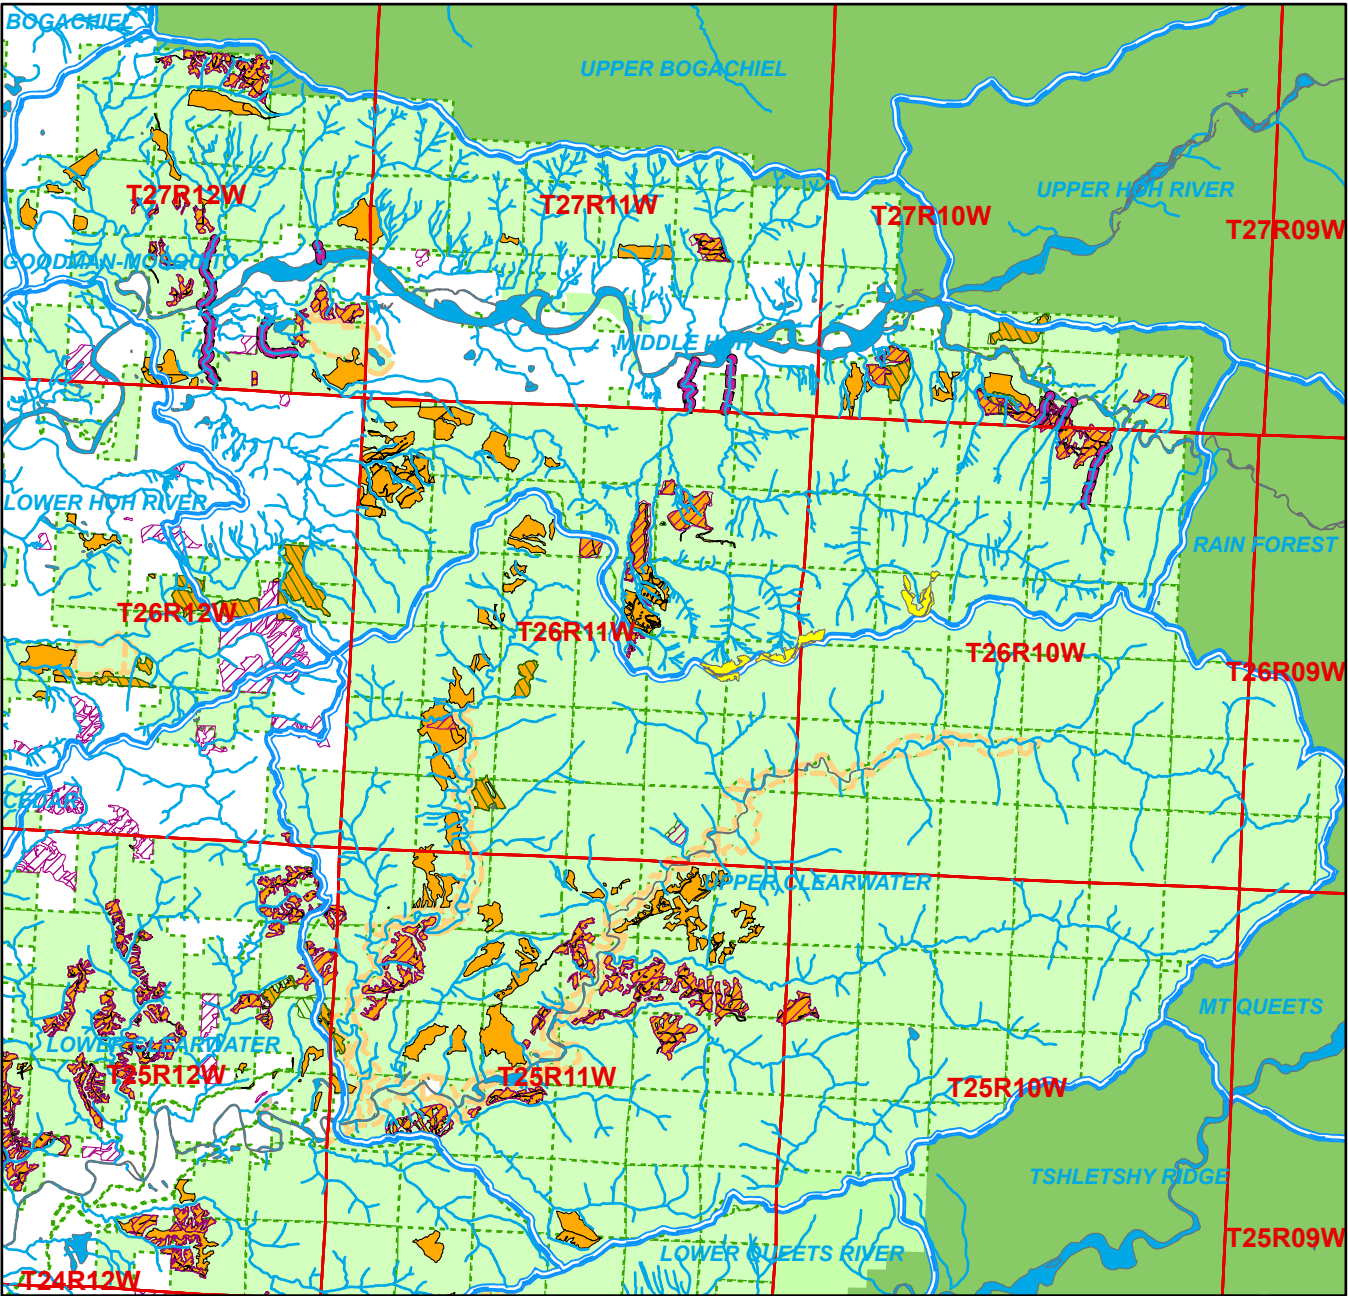 BOGACHIEL
UPPER BOGACHIEL
UPPER HOH RIVER
T27R12W
T27R11W
T27R10W
T27R09W
GOODMAN-MOSQUITO
MIDDLE HOH
LOWER HOH RIVER
RAIN FOREST
T26R12W
T26R11W
T26R10W
T26R09W
CEDAR
UPPER CLEARWATER
MT QUEETS
LOWER CLEARWATER
T25R12W
T25R11W
T25R10W
TSHLETSHY RIDGE
T25R09W
LOWER QUEETS RIVER
T24R12W